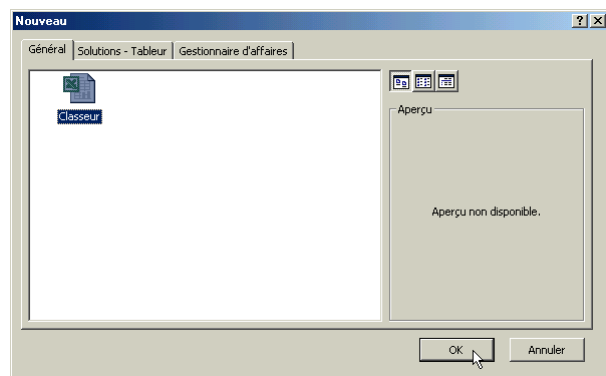 Nouveau
Général Solutions - Tableur Gestionnaire d'affaires
Classeur
Aperçu
Aperçu non disponible.
OK Annuler